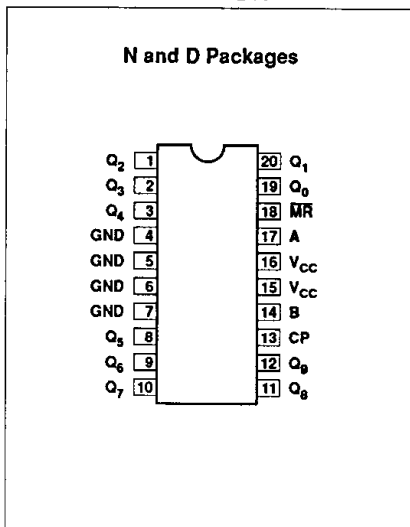 N and D Packages
Q2 1 20 Q1
Q3 2 19 Q0
Q4 3 18 M̅R̅
GND 4 17 A
GND 5 16 VCC
GND 6 15 VCC
GND 7 14 B
Q5 8 13 CP
Q6 9 12 Q9
Q7 10 11 Q8